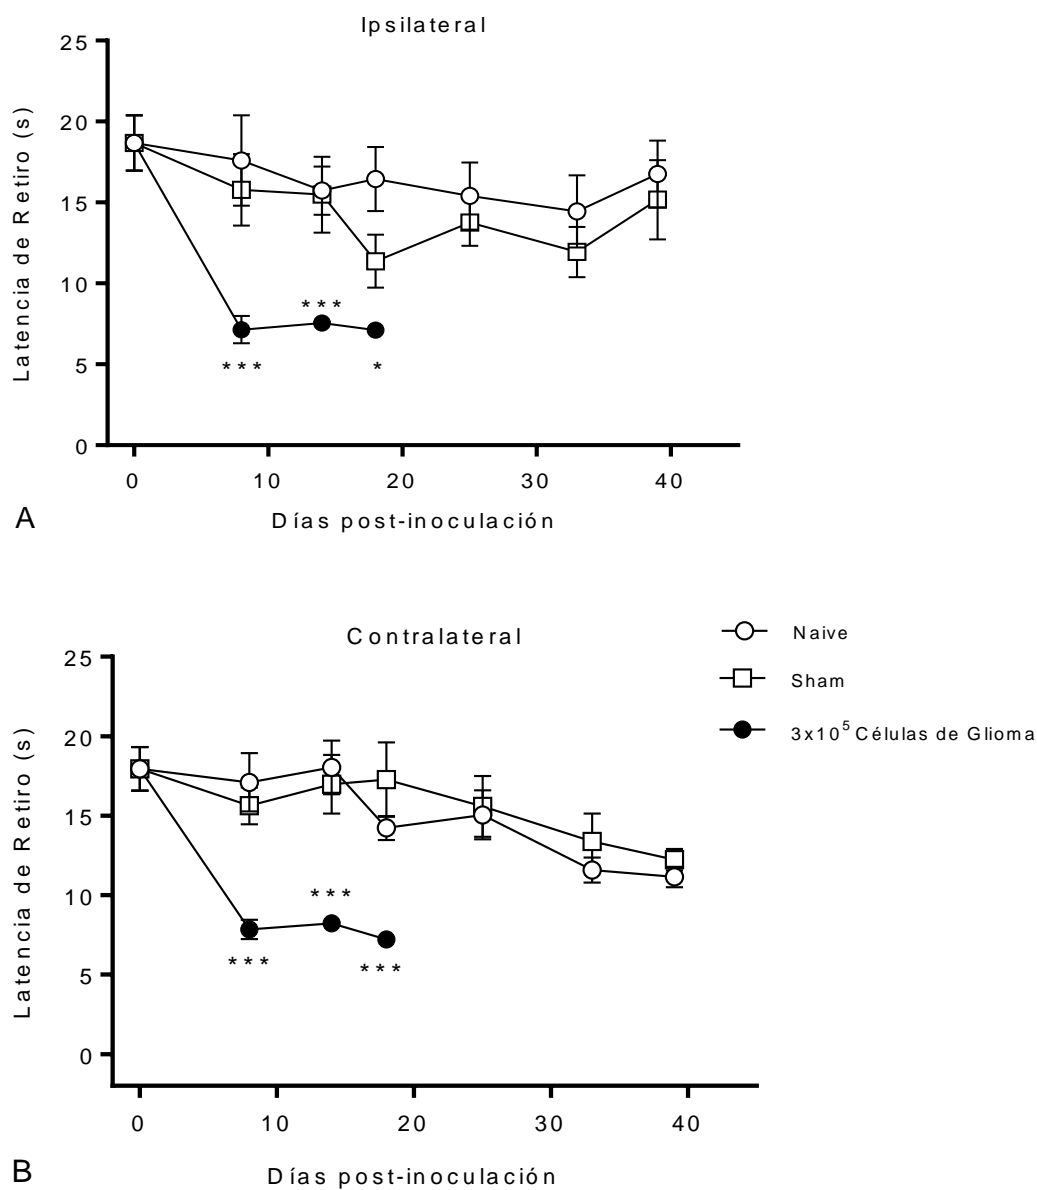 Ipsilateral
25
20
15
10
5
0
Latencia de Retiro (s)
***
***
*
0 10 20 30 40
A
Días post-inoculación
Contralateral
Naive
Sham
3x10⁵ Células de Glioma
25
20
15
10
5
0
Latencia de Retiro (s)
***
***
***
0 10 20 30 40
B
Días post-inoculación